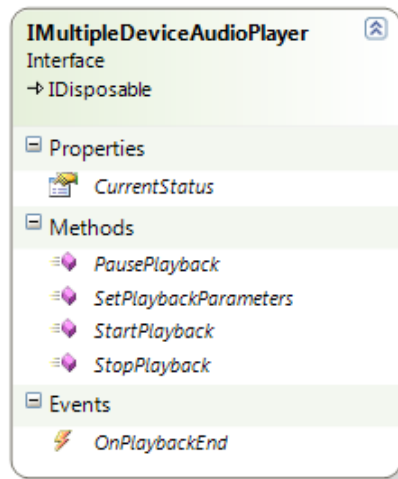 IMultipleDeviceAudioPlayer
Interface
IDisposable
Properties
CurrentStatus
Methods
PausePlayback
SetPlaybackParameters
StartPlayback
StopPlayback
Events
OnPlaybackEnd